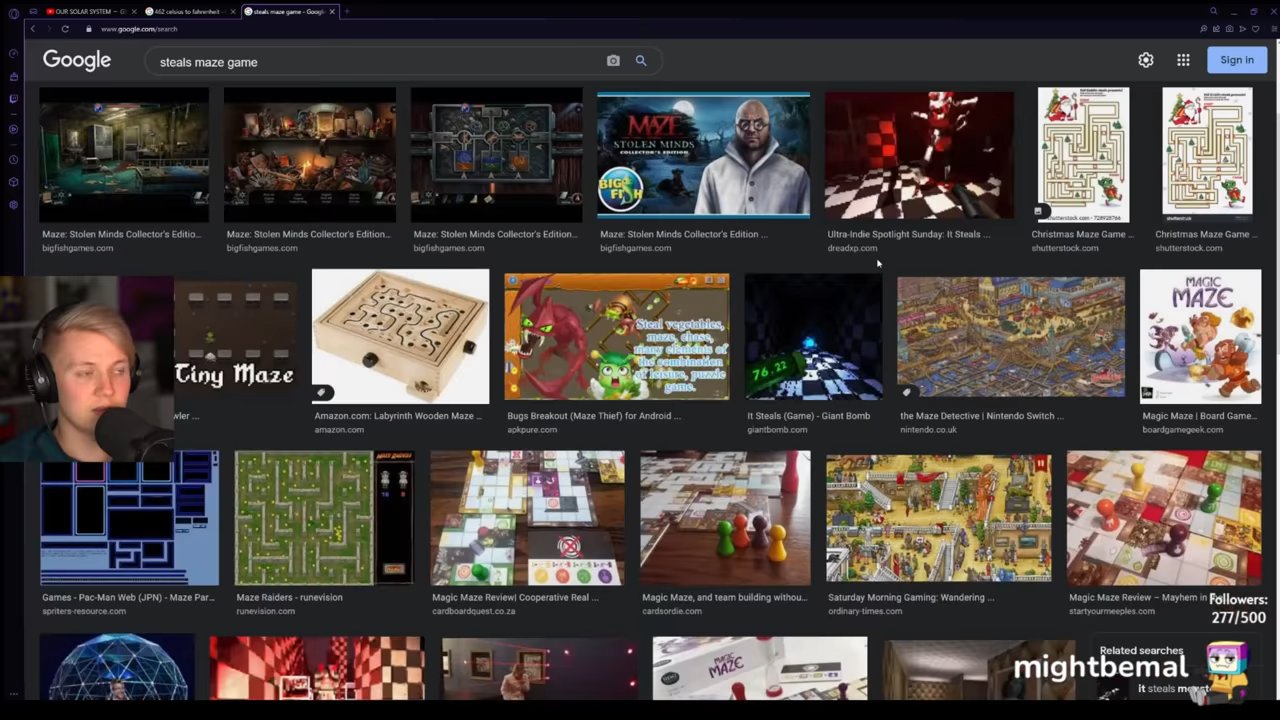 OUR SOLAR SYSTEM
462 celsius to fahrenheit -
steals maze game - Google
www.google.com/search
Google
steals maze game
Sign in
MAZE
STOLEN MINDS
COLLECTOR'S EDITION
BIG FISH
GAMES
shutterstock.com · 728928766
shutterstock
Maze: Stolen Minds Collector's Editio...
Maze: Stolen Minds Collector's Edition...
Maze: Stolen Minds Collector's Edition...
Maze: Stolen Minds Collector's Edition ...
Ultra-Indie Spotlight Sunday: It Steals ...
Christmas Maze Game ...
Christmas Maze Game ...
bigfishgames.com
bigfishgames.com
bigfishgames.com
bigfishgames.com
dreadxp.com
shutterstock.com
shutterstock.com
Tiny Maze
Steal vegetables,
maze, chase,
many elements of
the combination
of leisure, puzzle
game.
76.22
MAGIC
MAZE
wler ...
Amazon.com: Labyrinth Wooden Maze ...
Bugs Breakout (Maze Thief) for Android ...
It Steals (Game) - Giant Bomb
the Maze Detective | Nintendo Switch ...
Magic Maze | Board Game...
amazon.com
apkpure.com
giantbomb.com
nintendo.co.uk
boardgamegeek.com
Games - Pac-Man Web (JPN) - Maze Par...
Maze Raiders - runevision
Magic Maze Review| Cooperative Real ...
Magic Maze, and team building withou...
Saturday Morning Gaming: Wandering ...
Magic Maze Review – Mayhem in
spriters-resource.com
runevision.com
cardboardquest.co.za
cardsordie.com
ordinary-times.com
startyourmeeples.com
Followers:
277/500
MAGIC
MAZE
Related searches
mightbemal
it steals